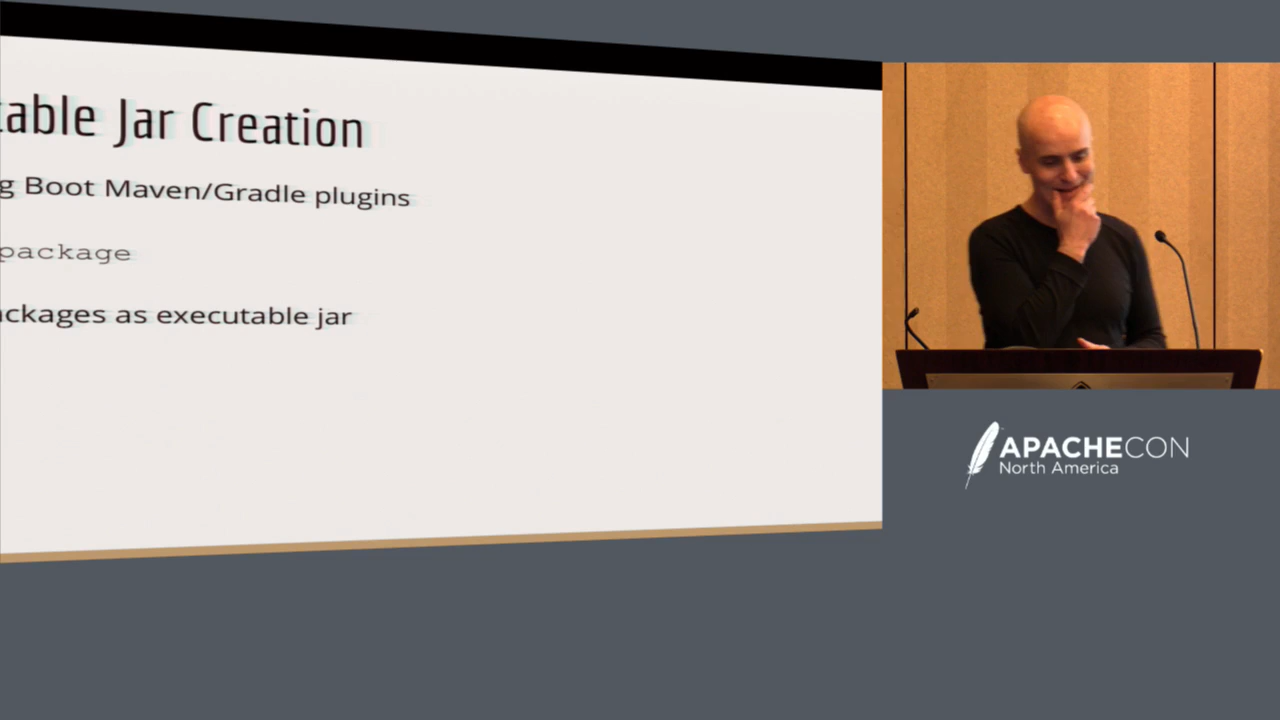 table Jar Creation
g Boot Maven/Gradle plugins
package
ackages as executable jar
APACHECON
North America